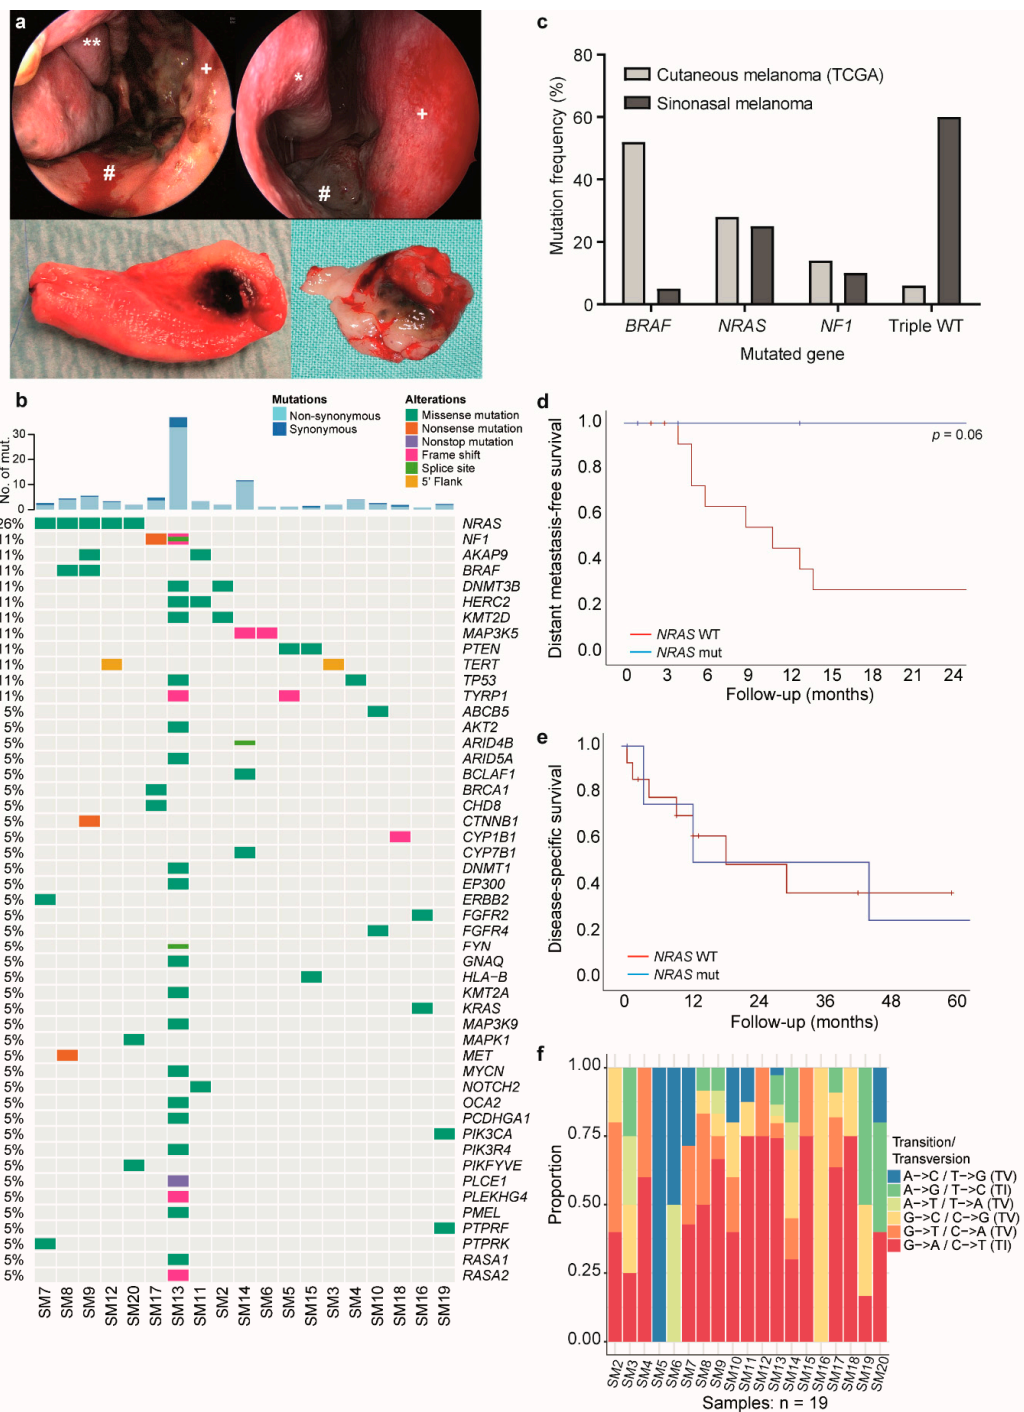 a
**
+
#
*
+
#
b
Mutations
Non-synonymous
Synonymous
Alterations
Missense mutation
Nonsense mutation
Nonstop mutation
Frame shift
Splice site
5' Flank
No. of mut.
30
20
10
0
26% NRAS
11% NF1
11% AKAP9
11% BRAF
11% DNMT3B
11% HERC2
11% KMT2D
11% MAP3K5
11% PTEN
11% TERT
11% TP53
11% TYRP1
5% ABCB5
5% AKT2
5% ARID4B
5% ARID5A
5% BCLAF1
5% BRCA1
5% CHD8
5% CTNNB1
5% CYP1B1
5% CYP7B1
5% DNMT1
5% EP300
5% ERBB2
5% FGFR2
5% FGFR4
5% FYN
5% GNAQ
5% HLA−B
5% KMT2A
5% KRAS
5% MAP3K9
5% MAPK1
5% MET
5% MYCN
5% NOTCH2
5% OCA2
5% PCDHGA1
5% PIK3CA
5% PIK3R4
5% PIKFYVE
5% PLCE1
5% PLEKHG4
5% PMEL
5% PTPRF
5% PTPRK
5% RASA1
5% RASA2
SM7 SM8 SM9 SM12 SM20 SM17 SM13 SM11 SM2 SM14 SM6 SM5 SM15 SM3 SM4 SM10 SM18 SM16 SM19
c
Mutation frequency (%)
80
60
40
20
0
Cutaneous melanoma (TCGA)
Sinonasal melanoma
BRAF NRAS NF1 Triple WT
Mutated gene
d
Distant metastasis-free survival
1.0
0.8
0.6
0.4
0.2
0.0
p = 0.06
NRAS WT
NRAS mut
0 3 6 9 12 15 18 21 24
Follow-up (months)
e
Disease-specific survival
1.0
0.8
0.6
0.4
0.2
0.0
NRAS WT
NRAS mut
0 12 24 36 48 60
Follow-up (months)
f
Proportion
1.00
0.75
0.50
0.25
0.00
Transition/
Transversion
A−>C / T−>G (TV)
A−>G / T−>C (TI)
A−>T / T−>A (TV)
G−>C / C−>G (TV)
G−>T / C−>A (TV)
G−>A / C−>T (TI)
SM2 SM3 SM4 SM5 SM6 SM7 SM8 SM9 SM10 SM11 SM12 SM13 SM14 SM15 SM16 SM17 SM18 SM19 SM20
Samples: n = 19